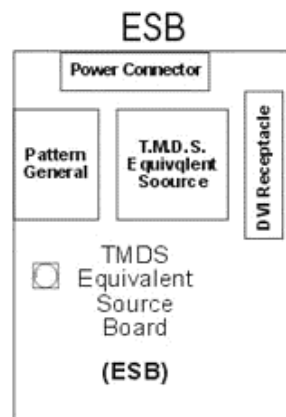 ESB
Power Connector
Pattern
General
T.M.D.S.
Equivqlent
Soource
DVI Receptacle
TMDS
Equivalent
Source
Board
(ESB)